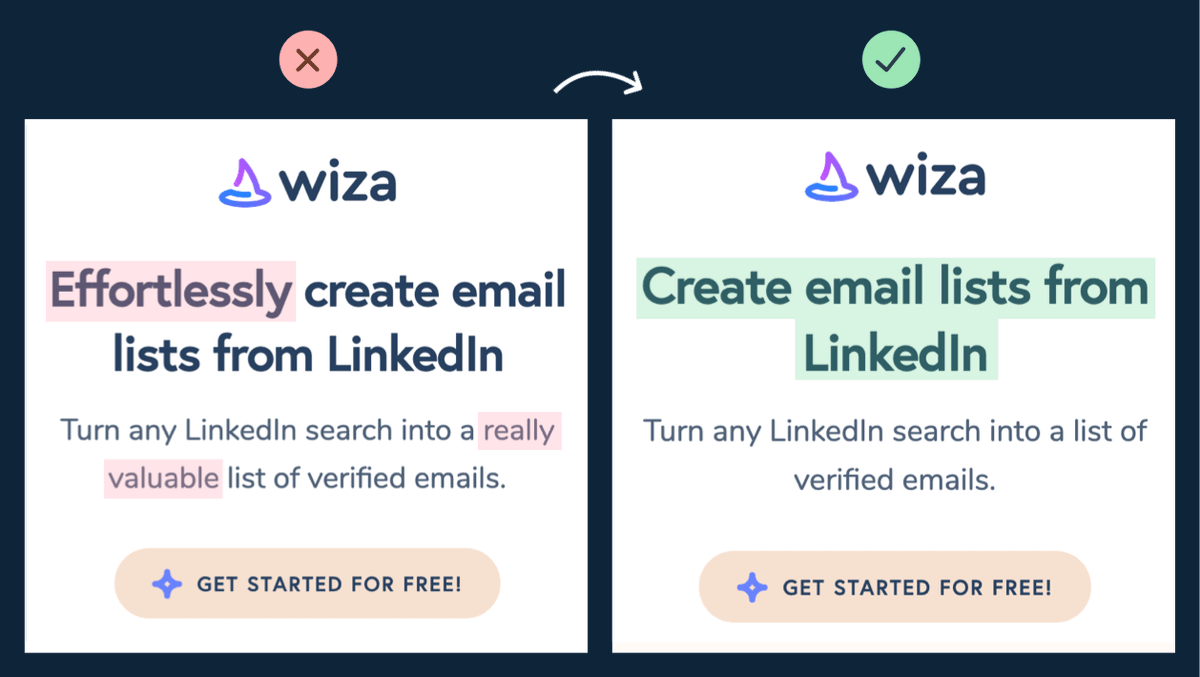 wiza
Effortlessly create email
lists from LinkedIn
Turn any LinkedIn search into a really
valuable list of verified emails.
GET STARTED FOR FREE!
wiza
Create email lists from
LinkedIn
Turn any LinkedIn search into a list of
verified emails.
GET STARTED FOR FREE!